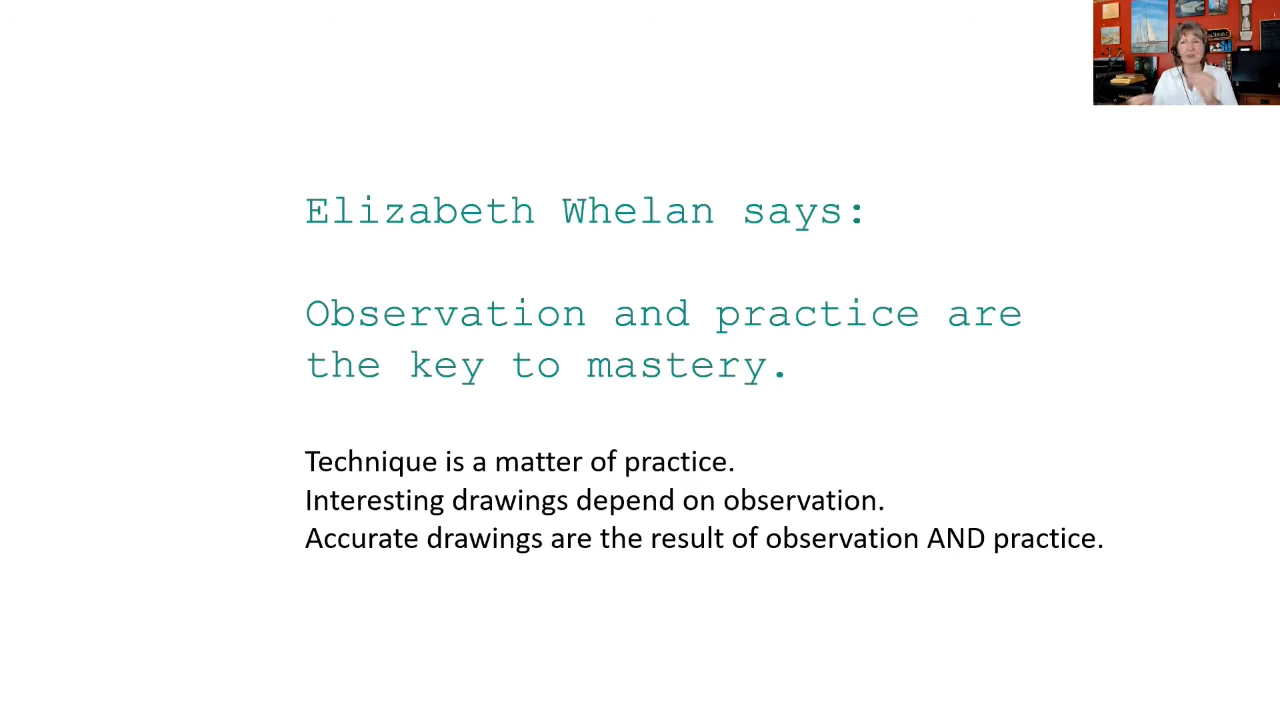 Elizabeth Whelan says:
Observation and practice are
the key to mastery.
Technique is a matter of practice.
Interesting drawings depend on observation.
Accurate drawings are the result of observation AND practice.